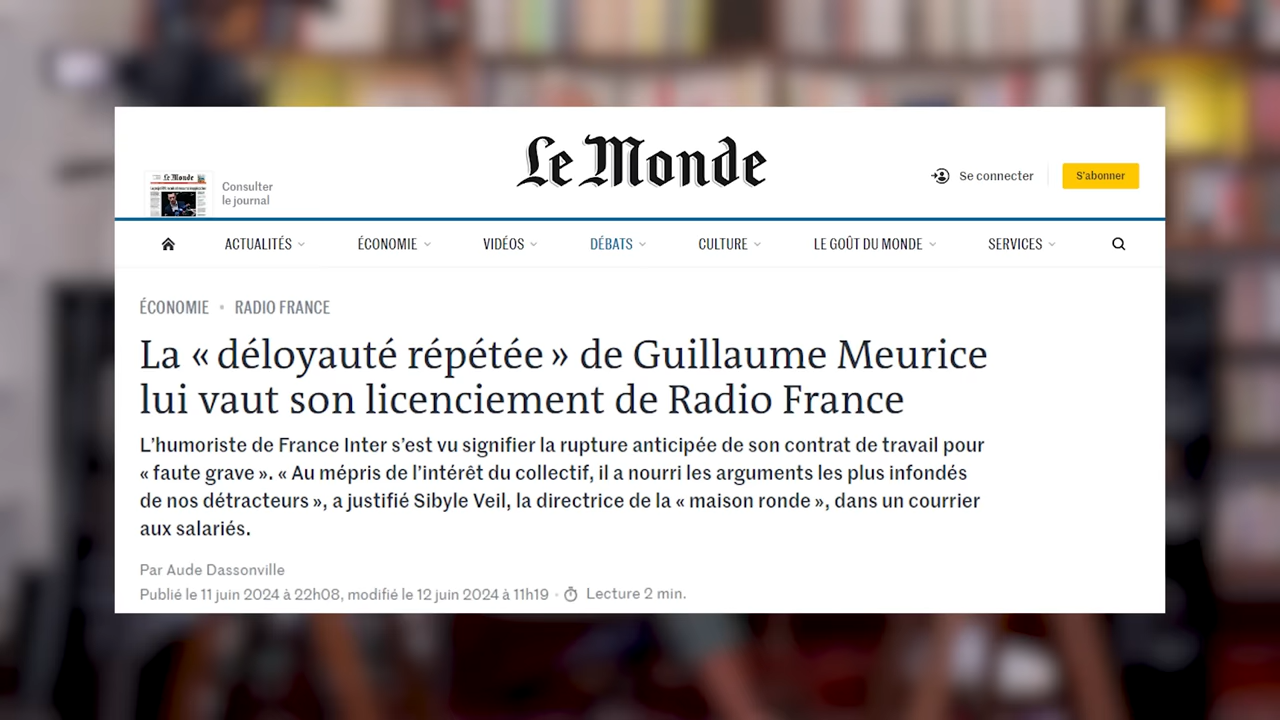 Le Monde
Le Monde
Consulter
le journal
Se connecter
S'abonner
ACTUALITÉS
ÉCONOMIE
VIDÉOS
DÉBATS
CULTURE
LE GOÛT DU MONDE
SERVICES
ÉCONOMIE • RADIO FRANCE
La « déloyauté répétée » de Guillaume Meurice
lui vaut son licenciement de Radio France
L'humoriste de France Inter s'est vu signifier la rupture anticipée de son contrat de travail pour
« faute grave ». « Au mépris de l'intérêt du collectif, il a nourri les arguments les plus infondés
de nos détracteurs », a justifié Sibyle Veil, la directrice de la « maison ronde », dans un courrier
aux salariés.
Par Aude Dassonville
Publié le 11 juin 2024 à 22h08, modifié le 12 juin 2024 à 11h19 • Lecture 2 min.